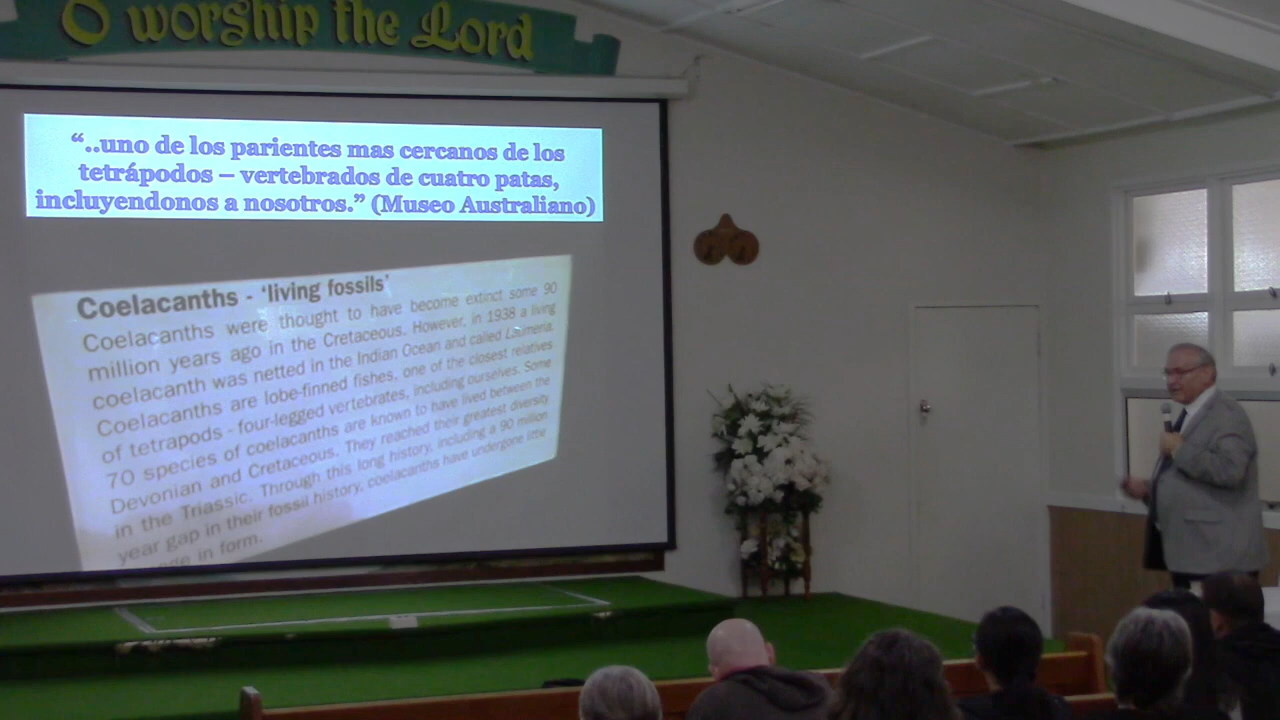 O worship the Lord
“..uno de los parientes mas cercanos de los
tetrápodos – vertebrados de cuatro patas,
incluyendonos a nosotros.” (Museo Australiano)
Coelacanths - ‘living fossils’
Coelacanths were thought to have become extinct some 90
million years ago in the Cretaceous. However, in 1938 a living
coelacanth was netted in the Indian Ocean and called
Coelacanths are lobe-finned fishes, one of the closest relatives
of tetrapods - four-legged vertebrates, including ourselves. Some
70 species of coelacanths are known to have lived between the
Devonian and Cretaceous. They reached their greatest diversity
in the Triassic. Through this long history, including a 90 million
year gap in their fossil history, coelacanths have undergone little
in form.